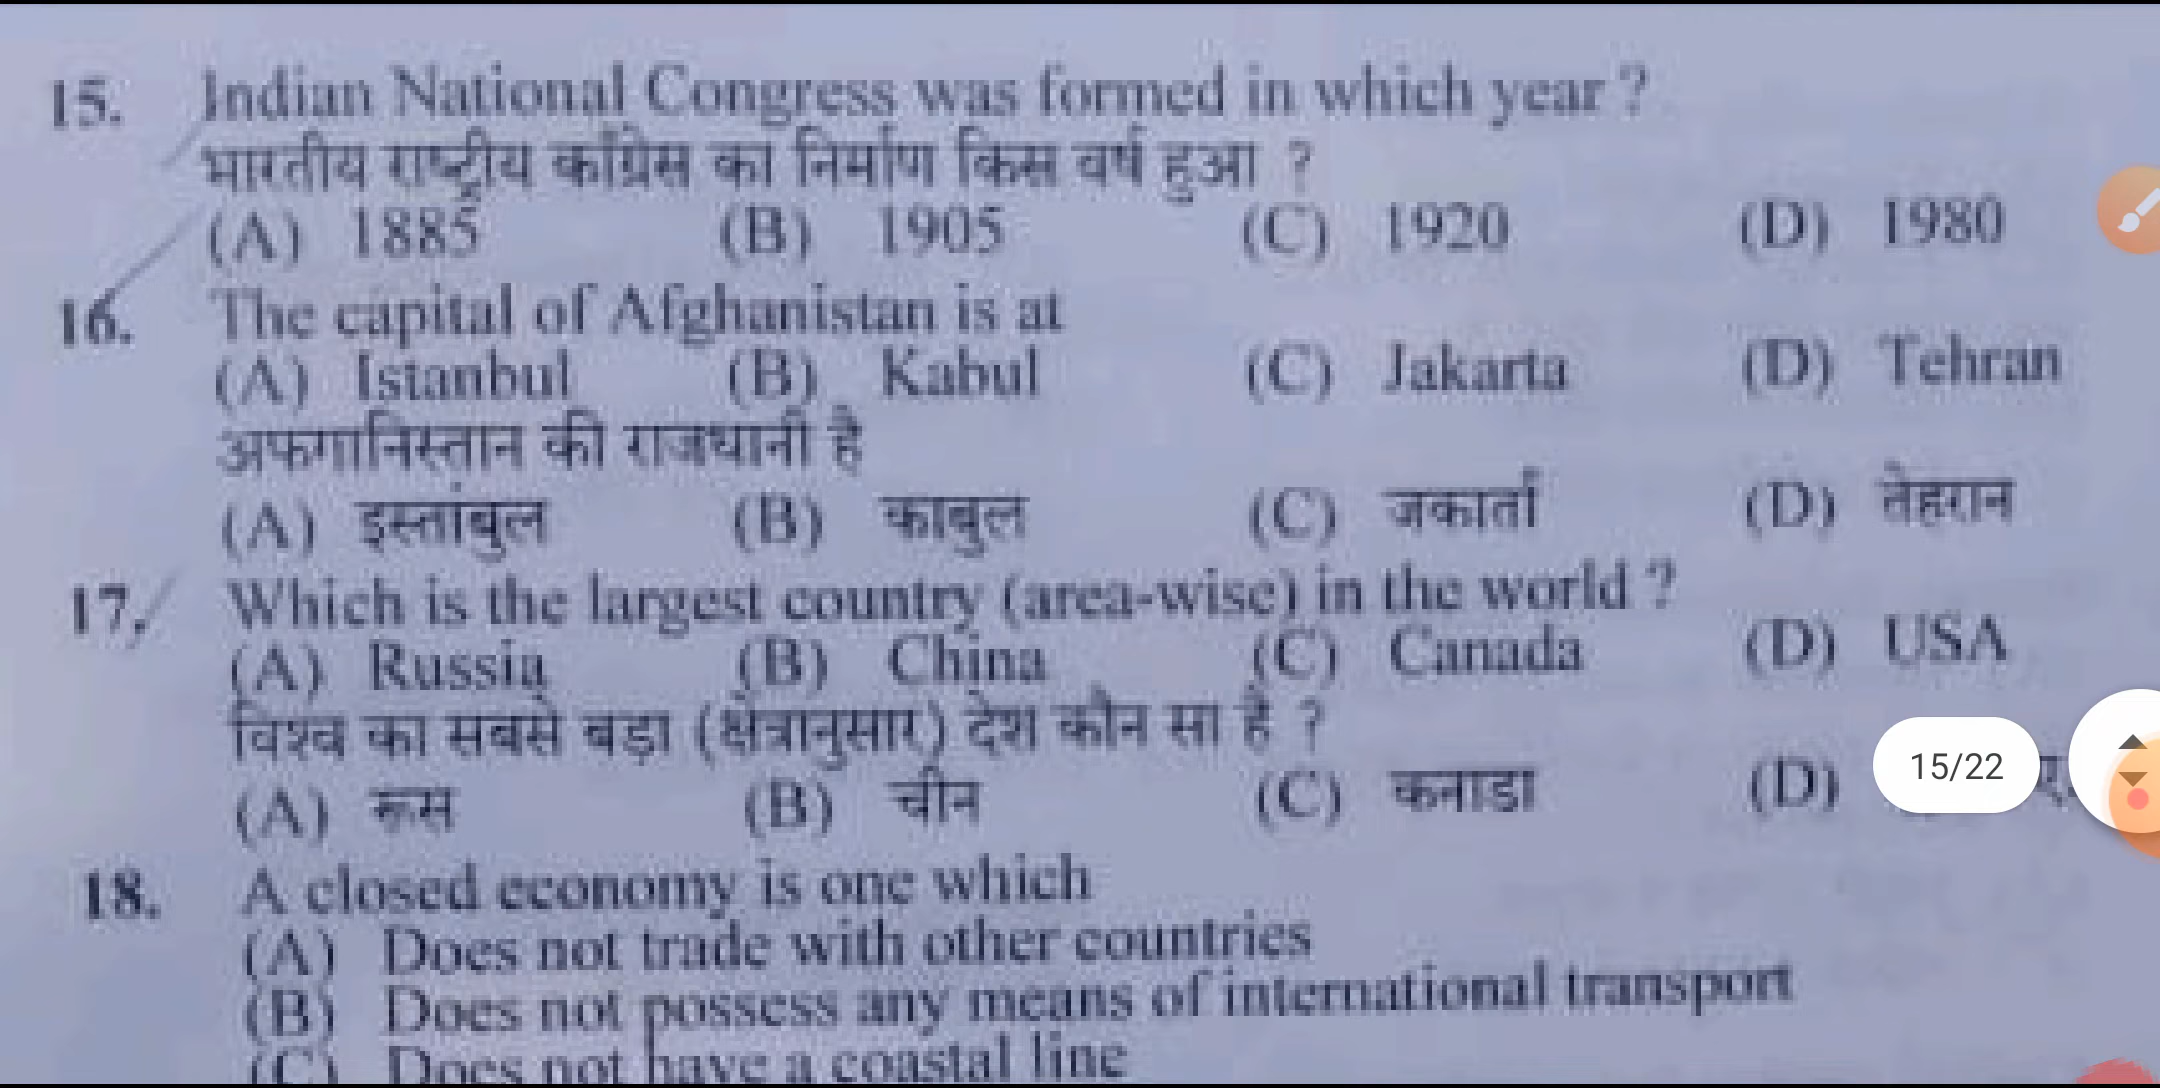 15. Indian National Congress was formed in which year ?
भारतीय राष्ट्रीय काँग्रेस का निर्माण किस वर्ष हुआ ?
(A) 1885 (B) 1905 (C) 1920 (D) 1980
16. The capital of Afghanistan is at
(A) Istanbul (B) Kabul (C) Jakarta (D) Tehran
अफगानिस्तान की राजधानी है
(A) इस्तांबुल (B) काबुल (C) जकार्ता (D) तेहरान
17. Which is the largest country (area-wise) in the world ?
(A) Russia (B) China (C) Canada (D) USA
विश्व का सबसे बड़ा (क्षेत्रानुसार) देश कौन सा है ?
(A) रूस (B) चीन (C) कनाडा (D)
15/22
18. A closed economy is one which
(A) Does not trade with other countries
(B) Does not possess any means of international transport
(C) Does not have a coastal line